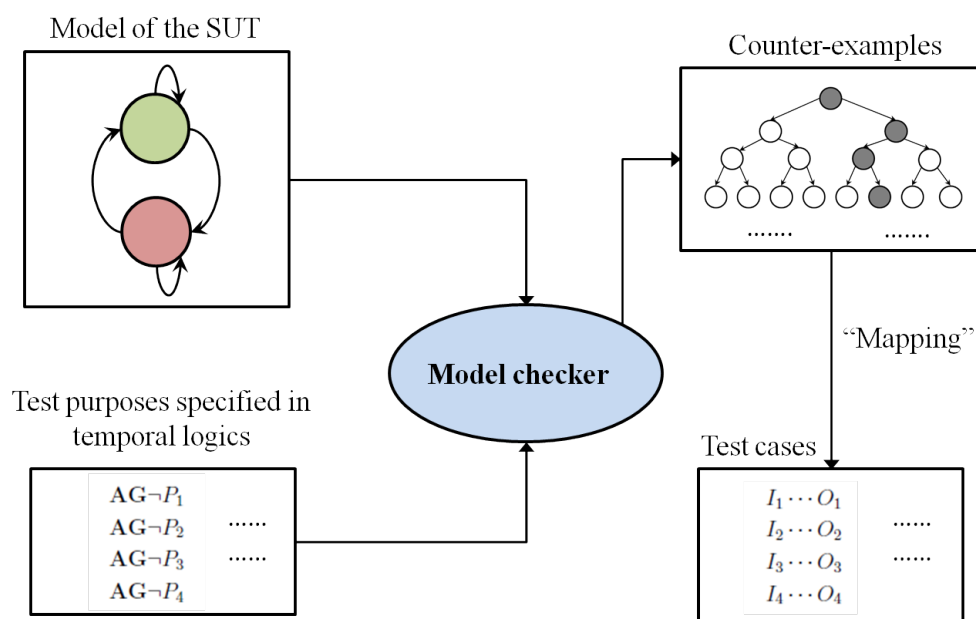 Model of the SUT
Counter-examples
.......
.......
Model checker
“Mapping”
Test purposes specified in
temporal logics
AG¬P₁
AG¬P₂ ......
AG¬P₃ ......
AG¬P₄
Test cases
I₁ ⋯ O₁
I₂ ⋯ O₂ ......
I₃ ⋯ O₃ ......
I₄ ⋯ O₄